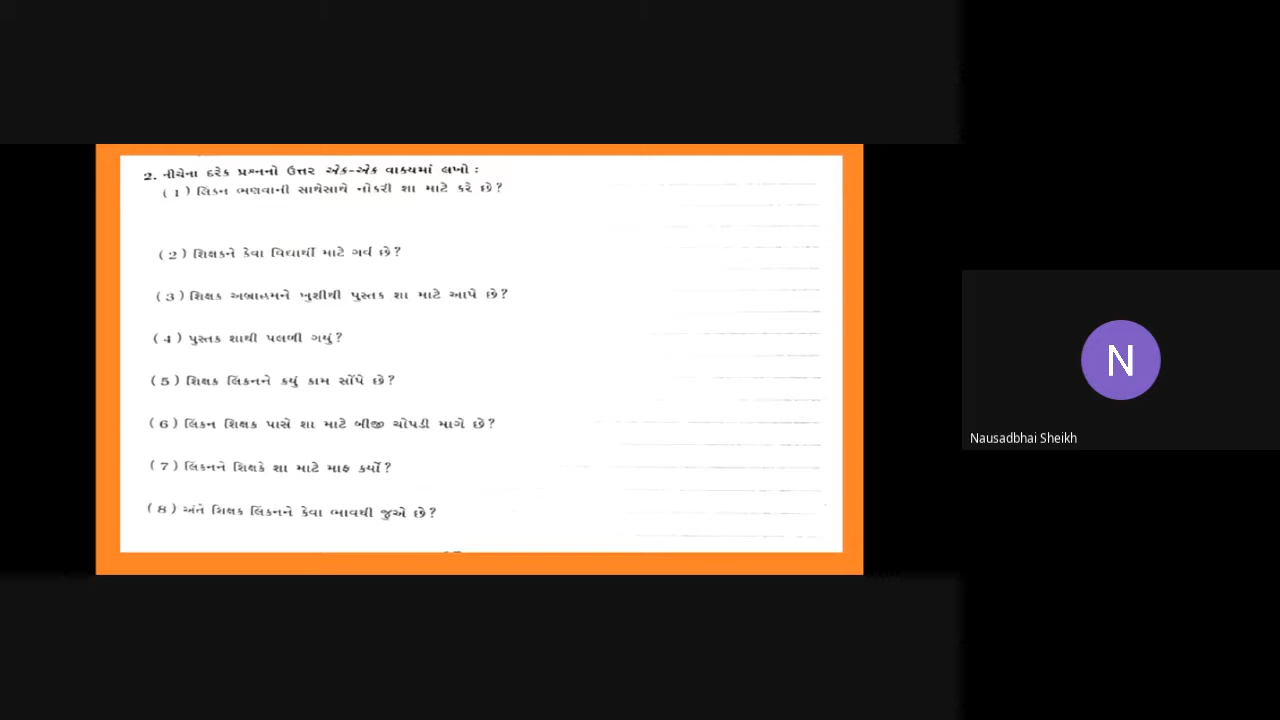 2. નીચેના દરેક પ્રશ્નનો ઉત્તર એક-એક વાક્યમાં લખો :
( 1 ) લિંકન ભણવાની સાથેસાથે નોકરી શા માટે કરે છે?
( 2 ) શિક્ષકને કેવા વિદ્યાર્થી માટે ગર્વ છે?
( 3 ) શિક્ષક અબ્રાહમને ખુશીથી પુસ્તક શા માટે આપે છે?
( 4 ) પુસ્તક શાથી પલળી ગયું?
( 5 ) શિક્ષક લિંકનને કયું કામ સોંપે છે?
( 6 ) લિંકન શિક્ષક પાસે શા માટે બીજી ચોપડી માગે છે?
( 7 ) લિંકનને શિક્ષકે શા માટે માફ કર્યો?
( 8 ) અંતે શિક્ષક લિંકનને કેવા ભાવથી જુએ છે?
N
Nausadbhai Sheikh